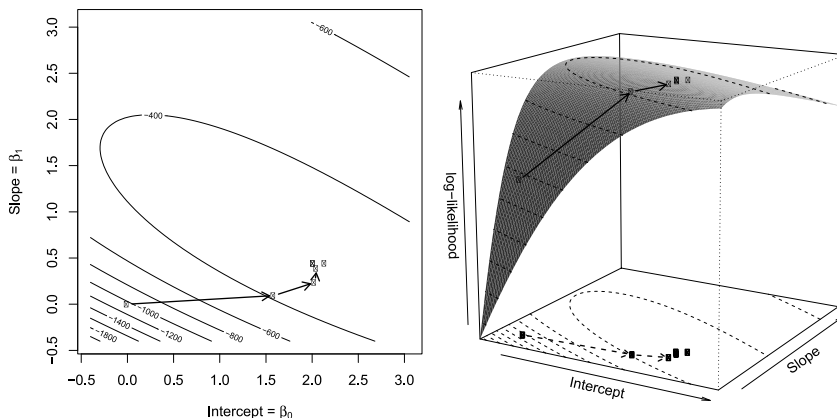 3.0
2.5
2.0
1.5
1.0
0.5
0.0
−0.5
Slope = β₁
−600
−400
−1000
−1400
−1200
−1800
−800
−600
−0.5 0.0 0.5 1.0 1.5 2.0 2.5 3.0
Intercept = β₀
log−likelihood
Intercept
Slope